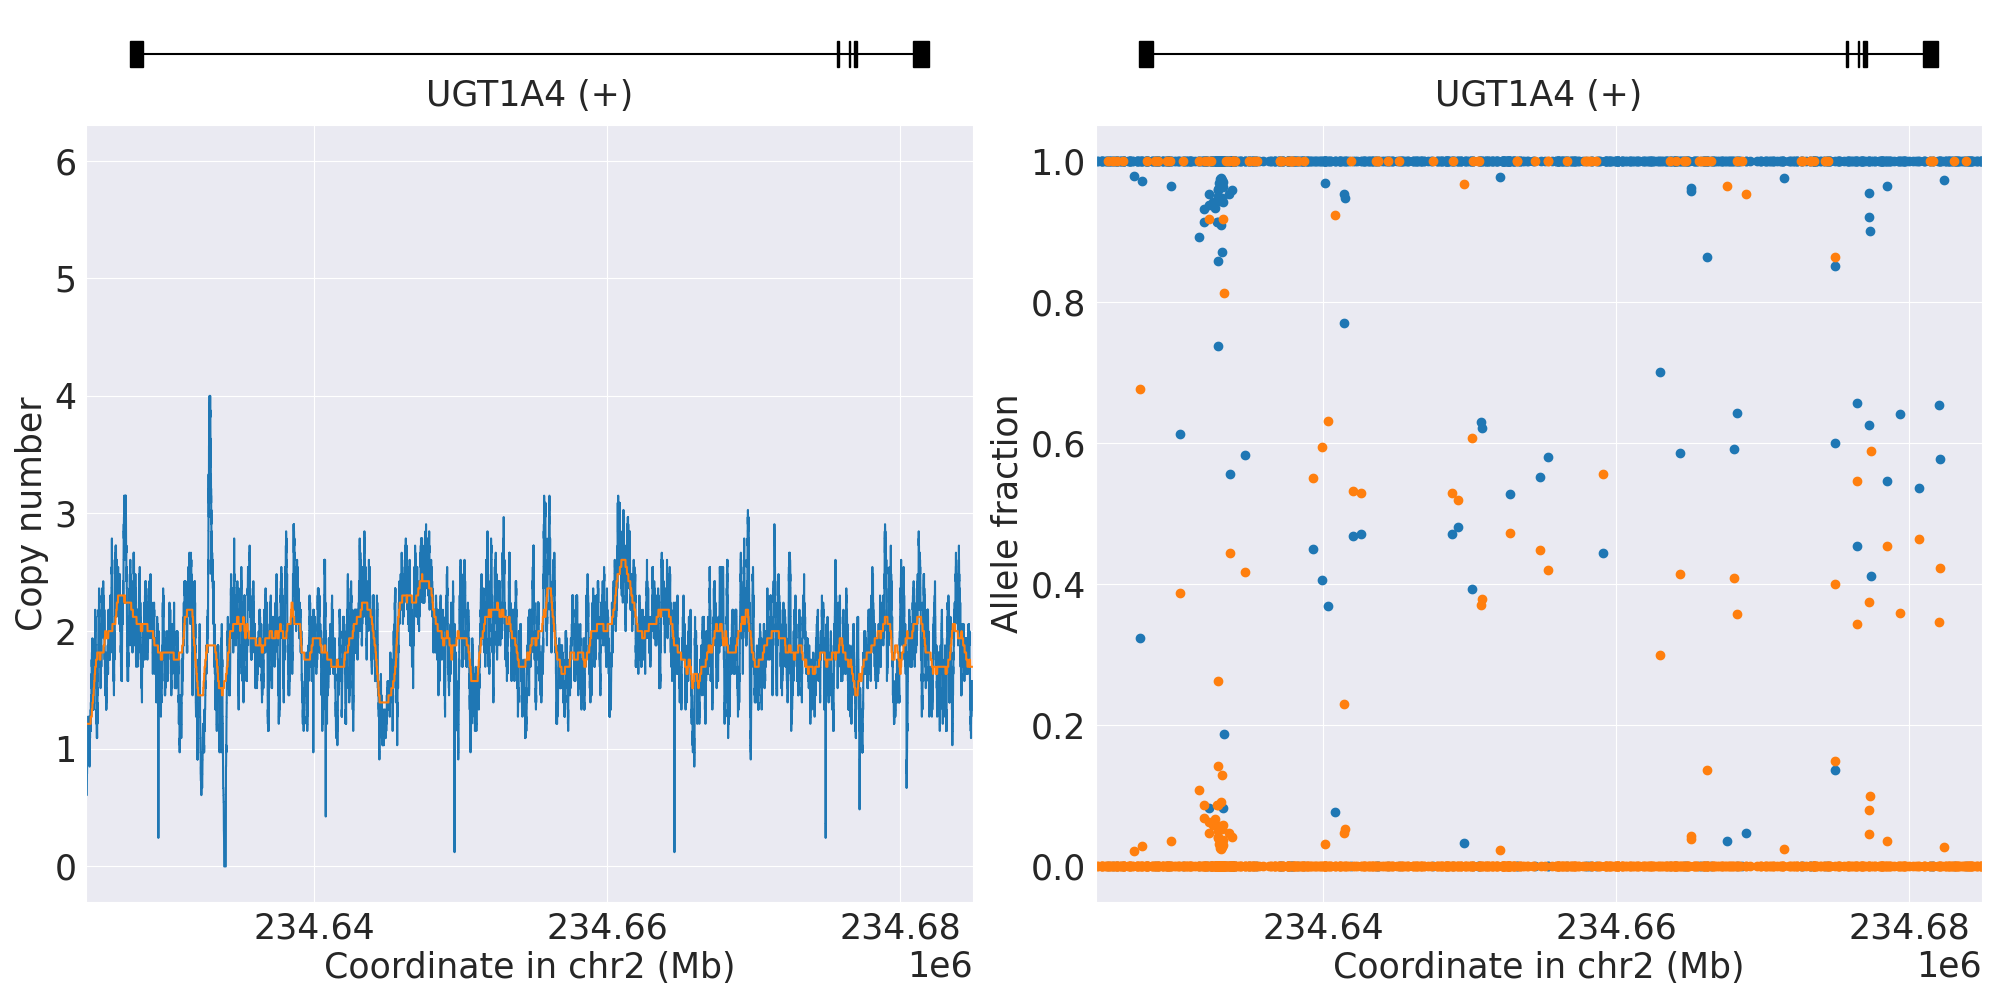 UGT1A4 (+)
6
5
4
3
2
1
0
Copy number
234.64
234.66
234.68
Coordinate in chr2 (Mb)
1e6
UGT1A4 (+)
1.0
0.8
0.6
0.4
0.2
0.0
Allele fraction
234.64
234.66
234.68
Coordinate in chr2 (Mb)
1e6